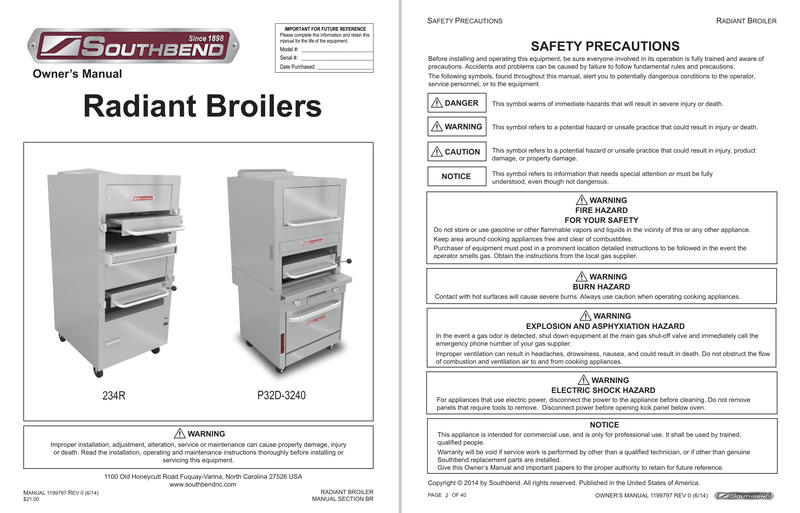 SOUTHBEND
Since 1898
IMPORTANT FOR FUTURE REFERENCE
Please complete this information and retain this
manual for the life of the equipment:
Model #:
Serial #:
Date Purchased:
Owner's Manual
Radiant Broilers
SOUTHBEND
234R
P32D-3240
WARNING
Improper installation, adjustment, alteration, service or maintenance can cause property damage, injury
or death. Read the installation, operating and maintenance instructions thoroughly before installing or
servicing this equipment.
1100 Old Honeycutt Road Fuquay-Varina, North Carolina 27526 USA
www.southbendnc.com
MANUAL 1199797 REV 0 (6/14)
$21.00
RADIANT BROILER
MANUAL SECTION BR
SAFETY PRECAUTIONS
RADIANT BROILER
SAFETY PRECAUTIONS
Before installing and operating this equipment, be sure everyone involved in its operation is fully trained and aware of
precautions. Accidents and problems can be caused by failure to follow fundamental rules and precautions.
The following symbols, found throughout this manual, alert you to potentially dangerous conditions to the operator,
service personnel, or to the equipment.
DANGER
This symbol warns of immediate hazards that will result in severe injury or death.
WARNING
This symbol refers to a potential hazard or unsafe practice that could result in injury or death.
CAUTION
This symbol refers to a potential hazard or unsafe practice that could result in injury, product
damage, or property damage.
NOTICE
This symbol refers to information that needs special attention or must be fully
understood, even though not dangerous.
WARNING
FIRE HAZARD
FOR YOUR SAFETY
Do not store or use gasoline or other flammable vapors and liquids in the vicinity of this or any other appliance.
Keep area around cooking appliances free and clear of combustibles.
Purchaser of equipment must post in a prominent location detailed instructions to be followed in the event the
operator smells gas. Obtain the instructions from the local gas supplier.
WARNING
BURN HAZARD
Contact with hot surfaces will cause severe burns. Always use caution when operating cooking appliances.
WARNING
EXPLOSION AND ASPHYXIATION HAZARD
In the event a gas odor is detected, shut down equipment at the main gas shut-off valve and immediately call the
emergency phone number of your gas supplier.
Improper ventilation can result in headaches, drowsiness, nausea, and could result in death. Do not obstruct the flow
of combustion and ventilation air to and from cooking appliances.
WARNING
ELECTRIC SHOCK HAZARD
For appliances that use electric power, disconnect the power to the appliance before cleaning. Do not remove
panels that require tools to remove. Disconnect power before opening kick panel below oven.
NOTICE
This appliance is intended for commercial use, and is only for professional use. It shall be used by trained,
qualified people.
Warranty will be void if service work is performed by other than a qualified technician, or if other than genuine
Southbend replacement parts are installed.
Give this Owner's Manual and important papers to the proper authority to retain for future reference.
Copyright © 2014 by Southbend. All rights reserved. Published in the United States of America.
PAGE 2 OF 40
OWNER'S MANUAL 1199797 REV 0 (6/14)
SOUTHBEND